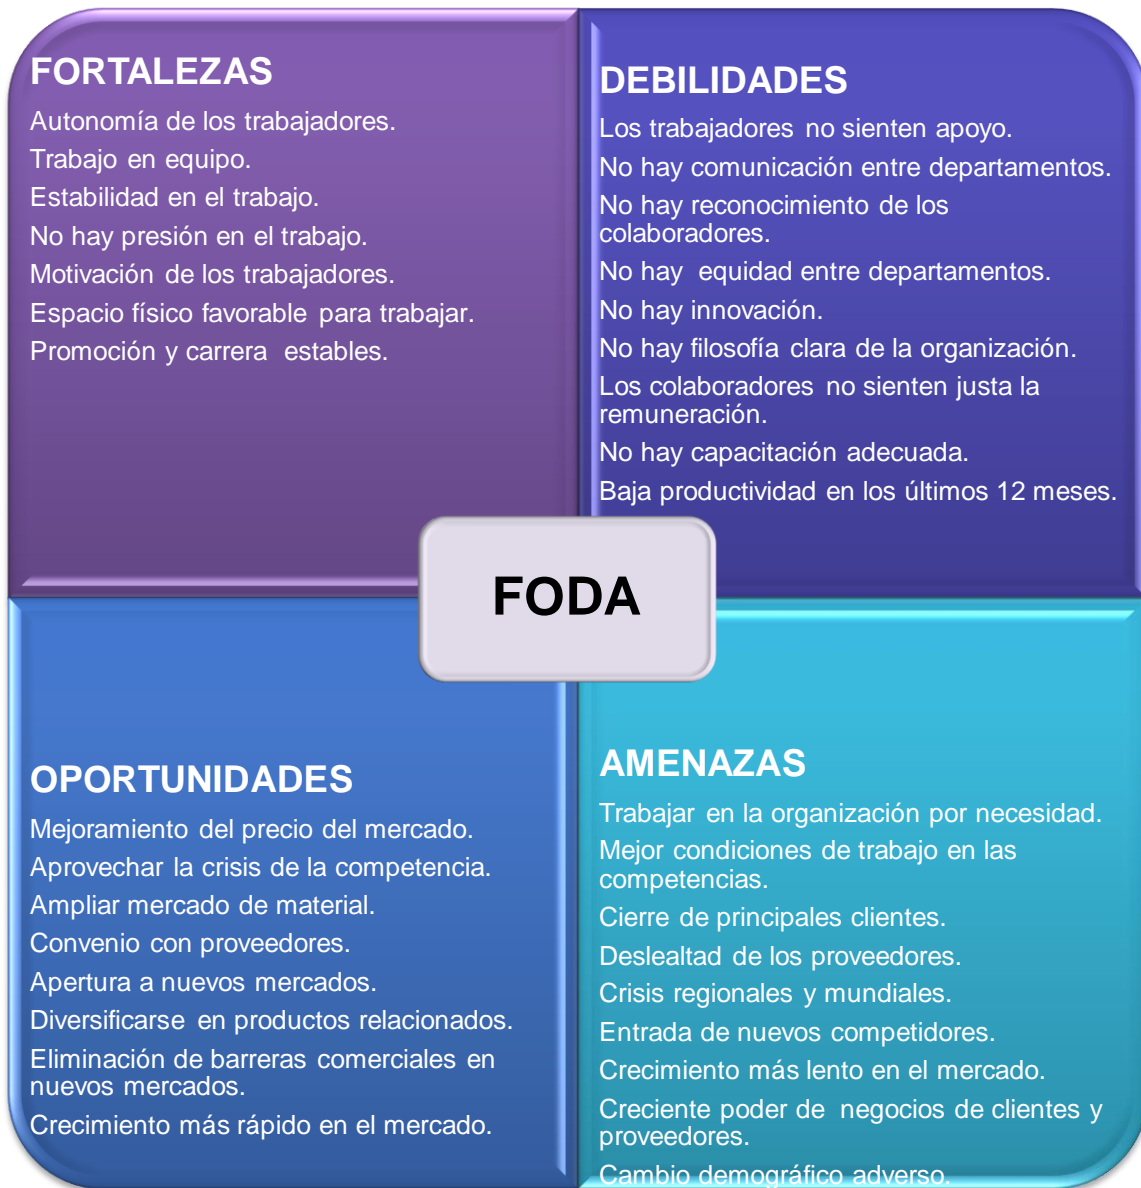 FORTALEZAS
Autonomía de los trabajadores.
Trabajo en equipo.
Estabilidad en el trabajo.
No hay presión en el trabajo.
Motivación de los trabajadores.
Espacio físico favorable para trabajar.
Promoción y carrera estables.
DEBILIDADES
Los trabajadores no sienten apoyo.
No hay comunicación entre departamentos.
No hay reconocimiento de los
colaboradores.
No hay equidad entre departamentos.
No hay innovación.
No hay filosofía clara de la organización.
Los colaboradores no sienten justa la
remuneración.
No hay capacitación adecuada.
Baja productividad en los últimos 12 meses.
FODA
OPORTUNIDADES
Mejoramiento del precio del mercado.
Aprovechar la crisis de la competencia.
Ampliar mercado de material.
Convenio con proveedores.
Apertura a nuevos mercados.
Diversificarse en productos relacionados.
Eliminación de barreras comerciales en
nuevos mercados.
Crecimiento más rápido en el mercado.
AMENAZAS
Trabajar en la organización por necesidad.
Mejor condiciones de trabajo en las
competencias.
Cierre de principales clientes.
Deslealtad de los proveedores.
Crisis regionales y mundiales.
Entrada de nuevos competidores.
Crecimiento más lento en el mercado.
Creciente poder de negocios de clientes y
proveedores.
Cambio demográfico adverso.